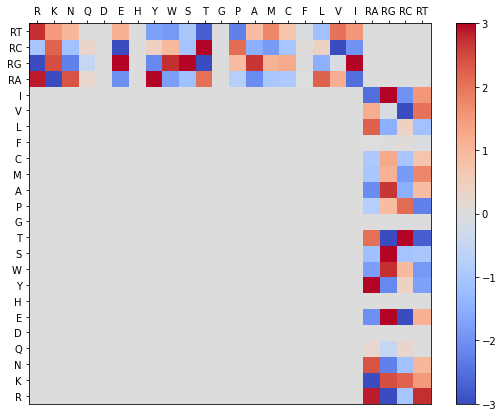 R K N Q D E H Y W S T G P A M C F L V I RA RG RC RT
RT
RC
RG
RA
I
V
L
F
C
M
A
P
G
T
S
W
Y
H
E
D
Q
N
K
R
3
2
1
0
−1
−2
−3